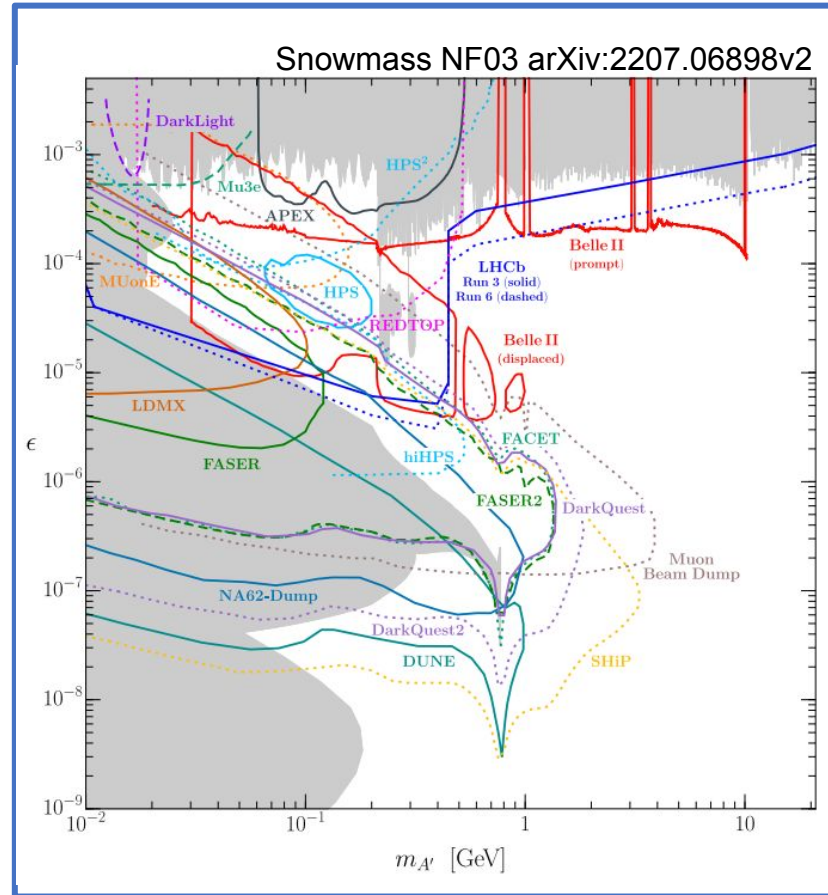 Snowmass NF03 arXiv:2207.06898v2
DarkLight
HPS²
Mu3e
10⁻³
APEX
10⁻⁴
Belle II
(prompt)
LHCb
Run 3 (solid)
Run 6 (dashed)
MUonE
HPS
REDTOP
10⁻⁵
Belle II
(displaced)
LDMX
ϵ
FASER
hiHPS
FACET
10⁻⁶
FASER2
DarkQuest
Muon
Beam Dump
10⁻⁷
NA62-Dump
DarkQuest2
DUNE
SHiP
10⁻⁸
10⁻⁹
10⁻² 10⁻¹ 1 10
m_A′ [GeV]